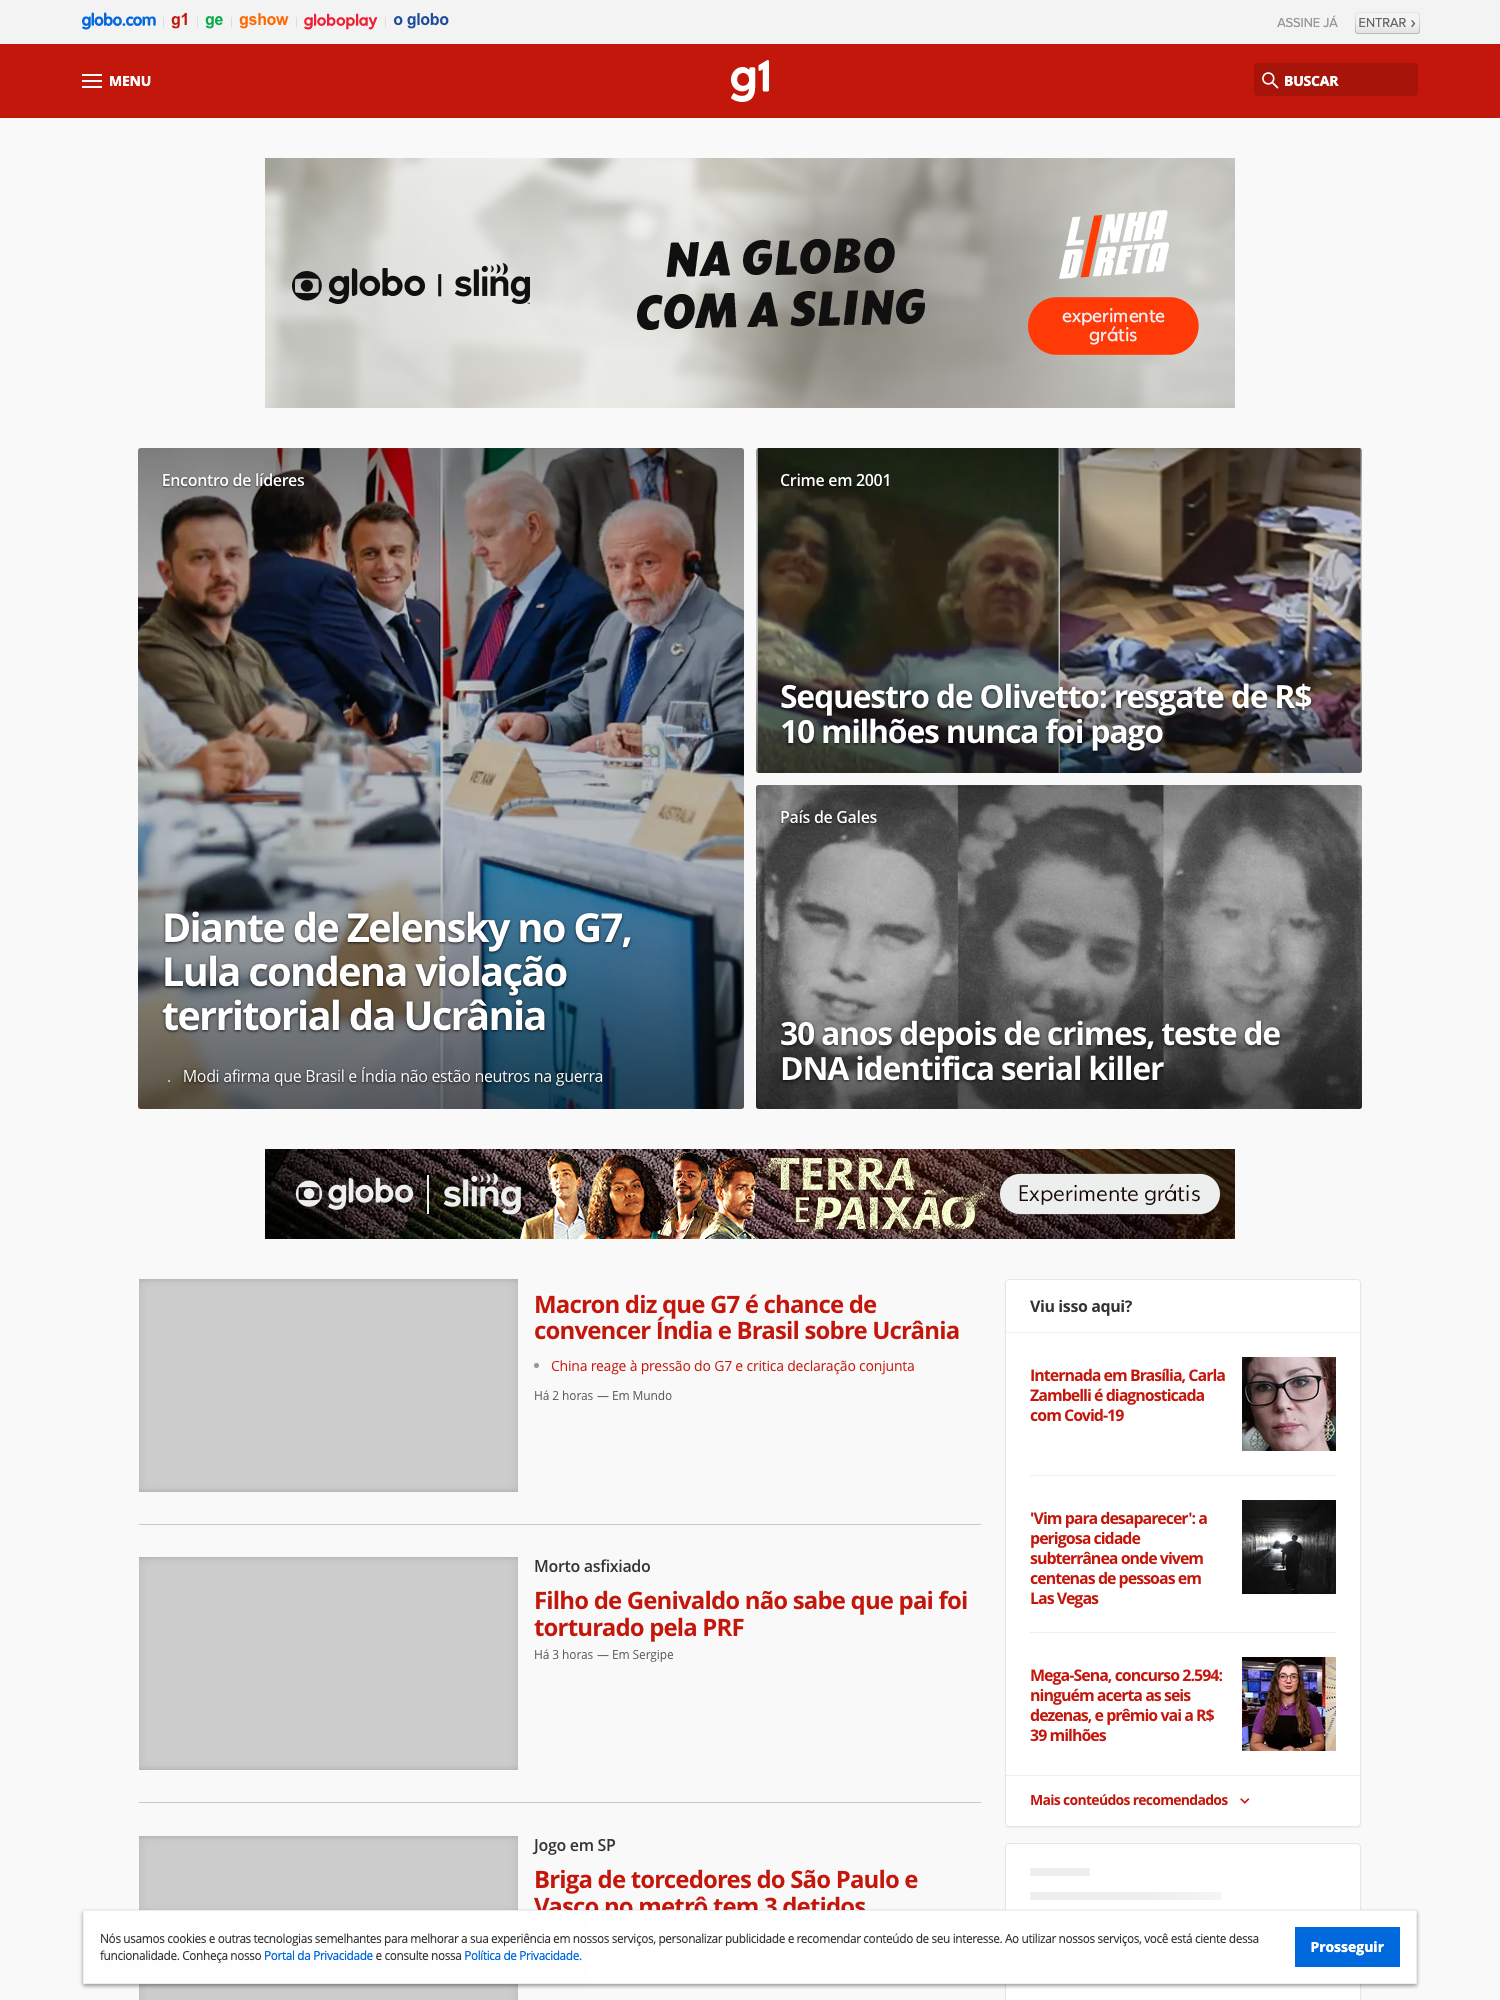 globo.com g1 ge gshow globoplay o globo ASSINE JÁ ENTRAR ›
MENU g1 BUSCAR
globo | sling
NA GLOBO
COM A SLING
LINHA
DIRETA
experimente
grátis
Encontro de líderes
VIETNAM
AUSTRALIA
Diante de Zelensky no G7,
Lula condena violação
territorial da Ucrânia
. Modi afirma que Brasil e Índia não estão neutros na guerra
Crime em 2001
Sequestro de Olivetto: resgate de R$
10 milhões nunca foi pago
País de Gales
30 anos depois de crimes, teste de
DNA identifica serial killer
globo | sling
TERRA
E PAIXÃO
Experimente grátis
Macron diz que G7 é chance de
convencer Índia e Brasil sobre Ucrânia
• China reage à pressão do G7 e critica declaração conjunta
Há 2 horas — Em Mundo
Morto asfixiado
Filho de Genivaldo não sabe que pai foi
torturado pela PRF
Há 3 horas — Em Sergipe
Jogo em SP
Briga de torcedores do São Paulo e
Vasco no metrô tem 3 detidos
Viu isso aqui?
Internada em Brasília, Carla
Zambelli é diagnosticada
com Covid-19
'Vim para desaparecer': a
perigosa cidade
subterrânea onde vivem
centenas de pessoas em
Las Vegas
Mega-Sena, concurso 2.594:
ninguém acerta as seis
dezenas, e prêmio vai a R$
39 milhões
Mais conteúdos recomendados
Nós usamos cookies e outras tecnologias semelhantes para melhorar a sua experiência em nossos serviços, personalizar publicidade e recomendar conteúdo de seu interesse. Ao utilizar nossos serviços, você está ciente dessa
funcionalidade. Conheça nosso Portal da Privacidade e consulte nossa Política de Privacidade.
Prosseguir